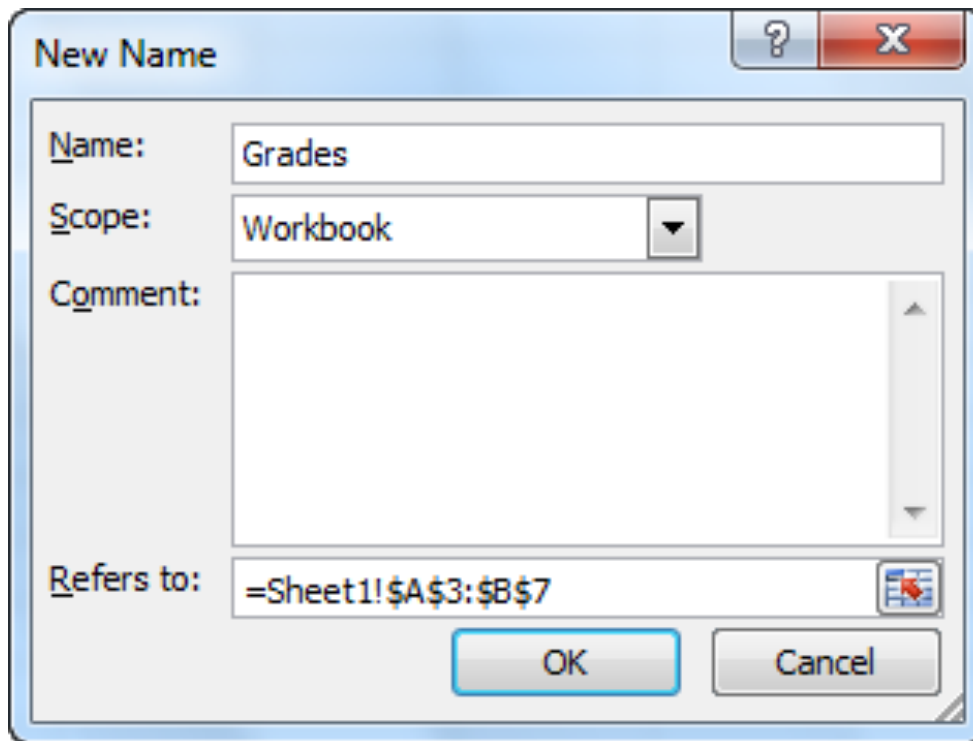 New Name
?
Name: Grades
Scope: Workbook
Comment:
Refers to: =Sheet1!$A$3:$B$7
OK Cancel